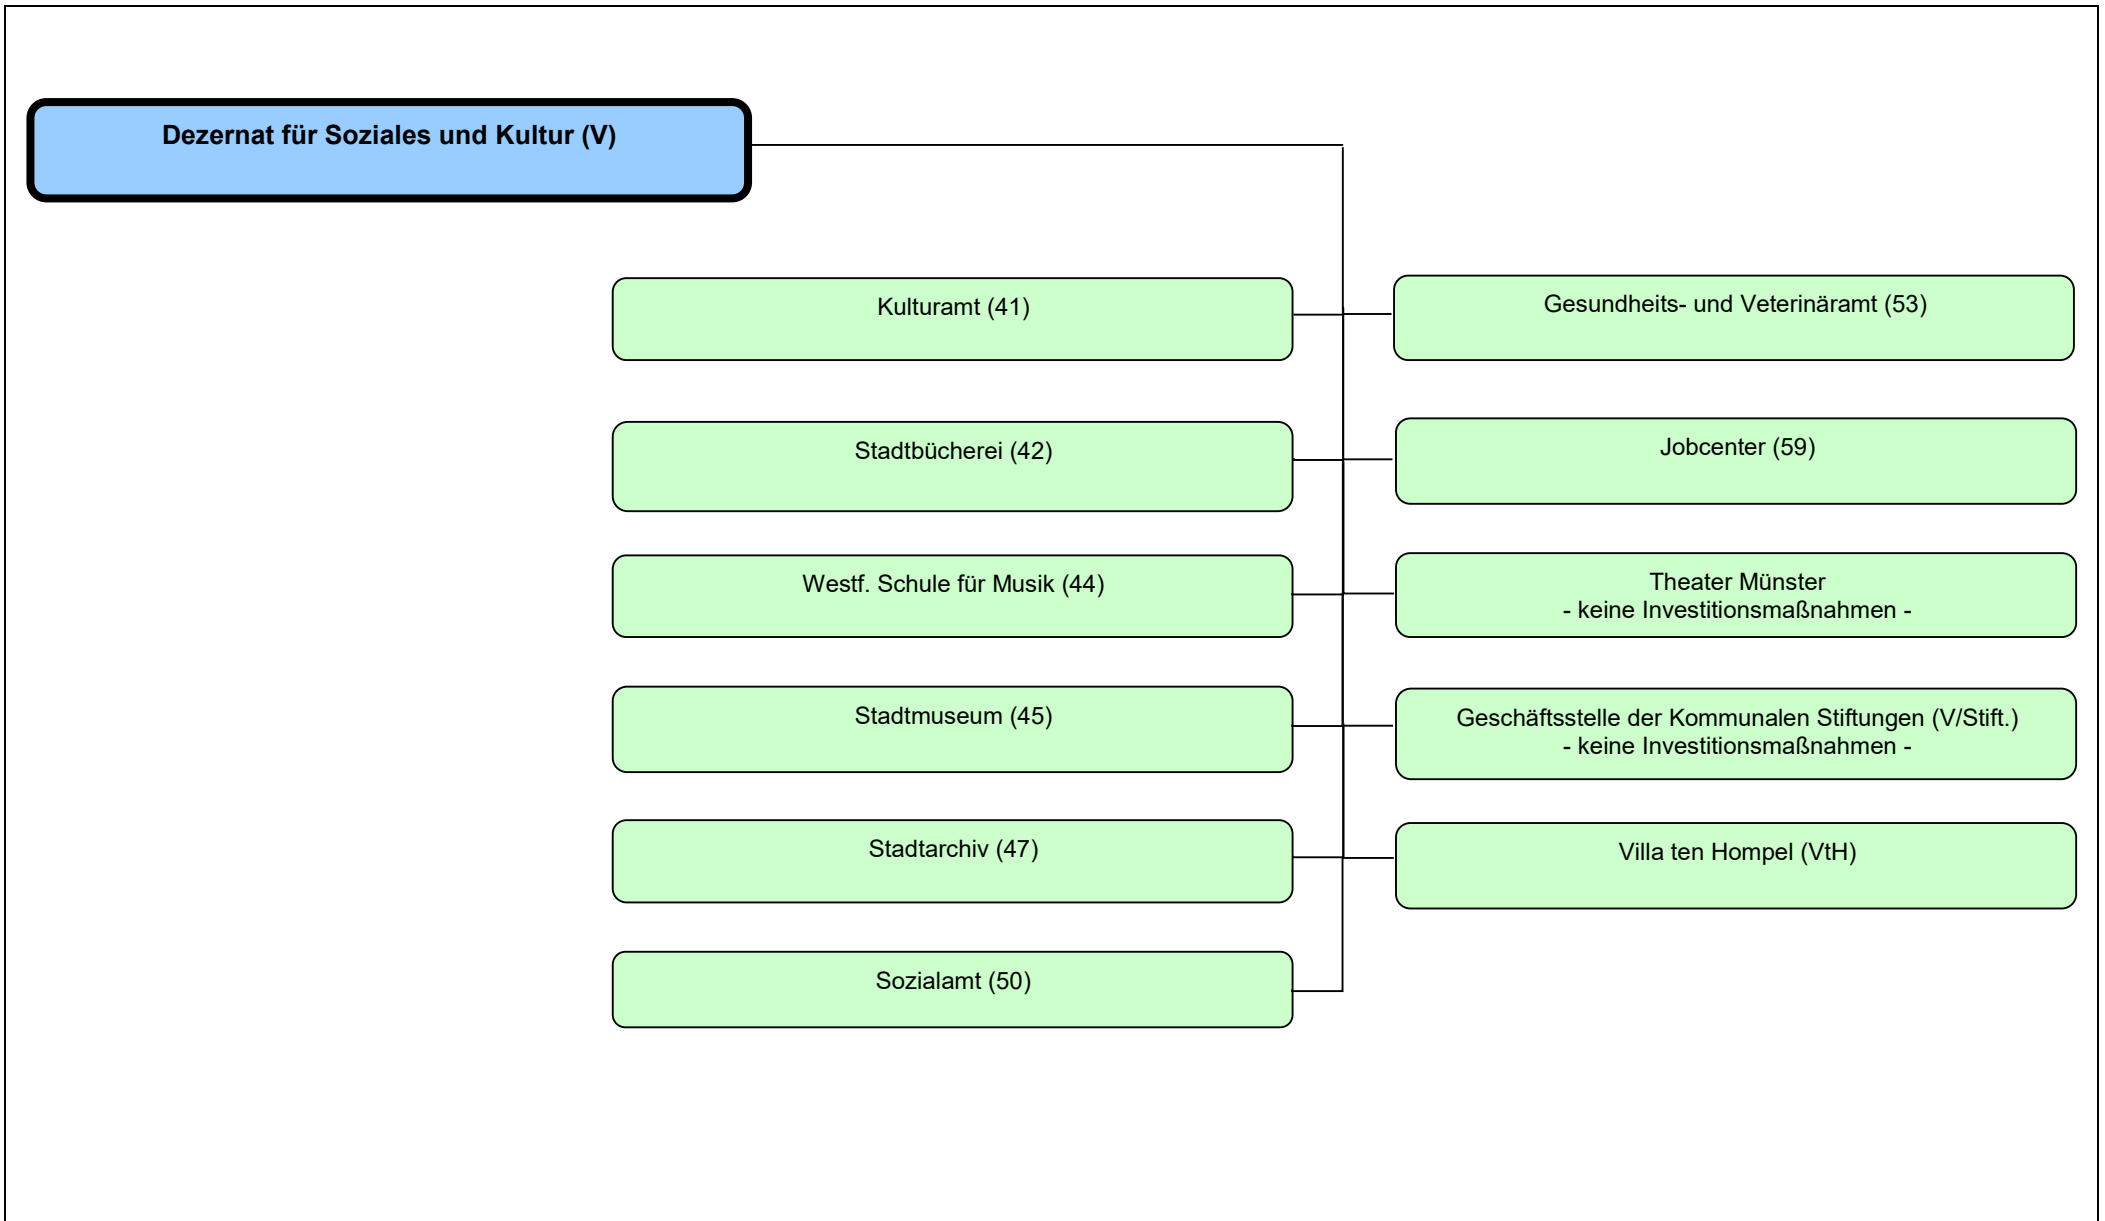 Dezernat für Soziales und Kultur (V)
Kulturamt (41)
Stadtbücherei (42)
Westf. Schule für Musik (44)
Stadtmuseum (45)
Stadtarchiv (47)
Sozialamt (50)
Gesundheits- und Veterinäramt (53)
Jobcenter (59)
Theater Münster
- keine Investitionsmaßnahmen -
Geschäftsstelle der Kommunalen Stiftungen (V/Stift.)
- keine Investitionsmaßnahmen -
Villa ten Hompel (VtH)